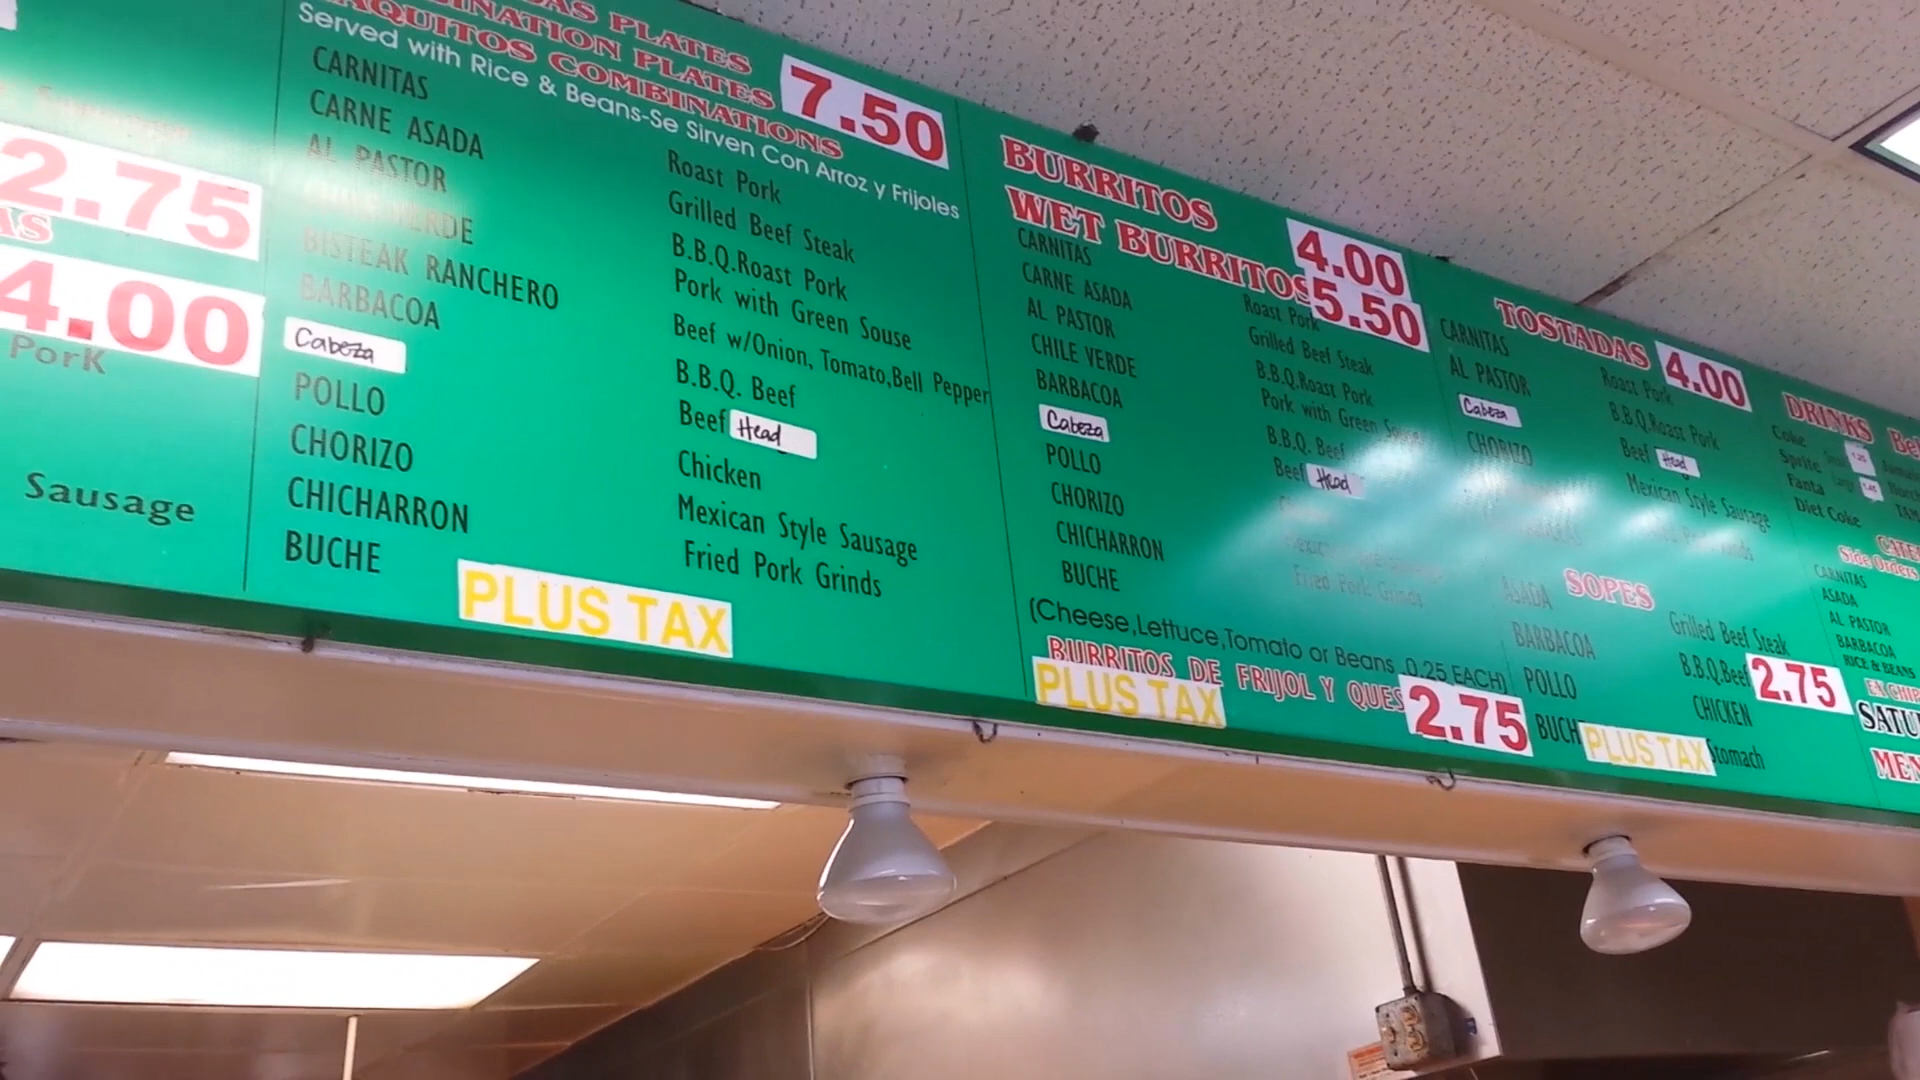 2.75
AS
4.00
Pork
Sausage
PLATES
INATION PLATES
AQUITOS COMBINATIONS
7.50
Served with Rice & Beans-Se Sirven Con Arroz y Frijoles
CARNITAS Roast Pork
CARNE ASADA Grilled Beef Steak
AL PASTOR B.B.Q.Roast Pork
VERDE Pork with Green Souse
BISTEAK RANCHERO Beef w/Onion, Tomato,Bell Pepper
BARBACOA B.B.Q. Beef
Cabeza Beef Head
POLLO Chicken
CHORIZO Mexican Style Sausage
CHICHARRON Fried Pork Grinds
BUCHE
PLUS TAX
BURRITOS 4.00
WET BURRITOS 5.50
CARNITAS Roast Pork
CARNE ASADA Grilled Beef Steak
AL PASTOR B.B.Q.Roast Pork
CHILE VERDE Pork with Green
BARBACOA B.B.Q. Beef
Cabeza Beef Head
POLLO
CHORIZO
CHICHARRON Fried Pork Grinds
BUCHE
(Cheese,Lettuce,Tomato or Beans .0.25 EACH)
BURRITOS DE FRIJOL Y QUES 2.75
PLUS TAX
TOSTADAS 4.00
CARNITAS Roast Pork
AL PASTOR B.B.Q.Roast Pork
Cabeza Beef Head
CHORIZO Mexican Style Sausage
SOPES
ASADA Grilled Beef Steak
BARBACOA B.B.Q.Beef 2.75
POLLO CHICKEN
BUCH Stomach
PLUS TAX
DRINKS
Coke
Sprite
Fanta
Diet Coke
Side Orders
CARNITAS
ASADA
AL PASTOR
BARBACOA
RICE & BEANS
SATU
MEN